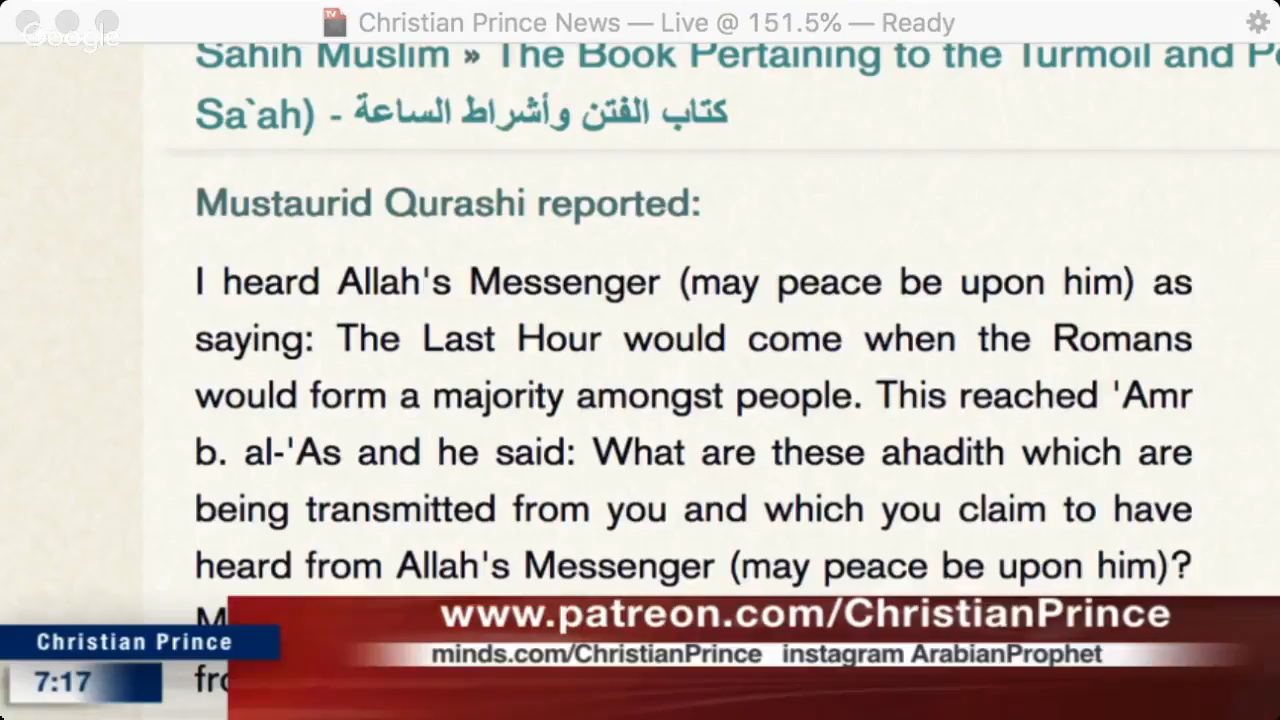 Christian Prince News — Live @ 151.5% — Ready
Google
Sahih Muslim » The Book Pertaining to the Turmoil and
Sa`ah) - كتاب الفتن وأشراط الساعة
Mustaurid Qurashi reported:
I heard Allah's Messenger (may peace be upon him) as
saying: The Last Hour would come when the Romans
would form a majority amongst people. This reached 'Amr
b. al-'As and he said: What are these ahadith which are
being transmitted from you and which you claim to have
heard from Allah's Messenger (may peace be upon him)?
www.patreon.com/ChristianPrince
Christian Prince
minds.com/ChristianPrince instagram ArabianProphet
7:17